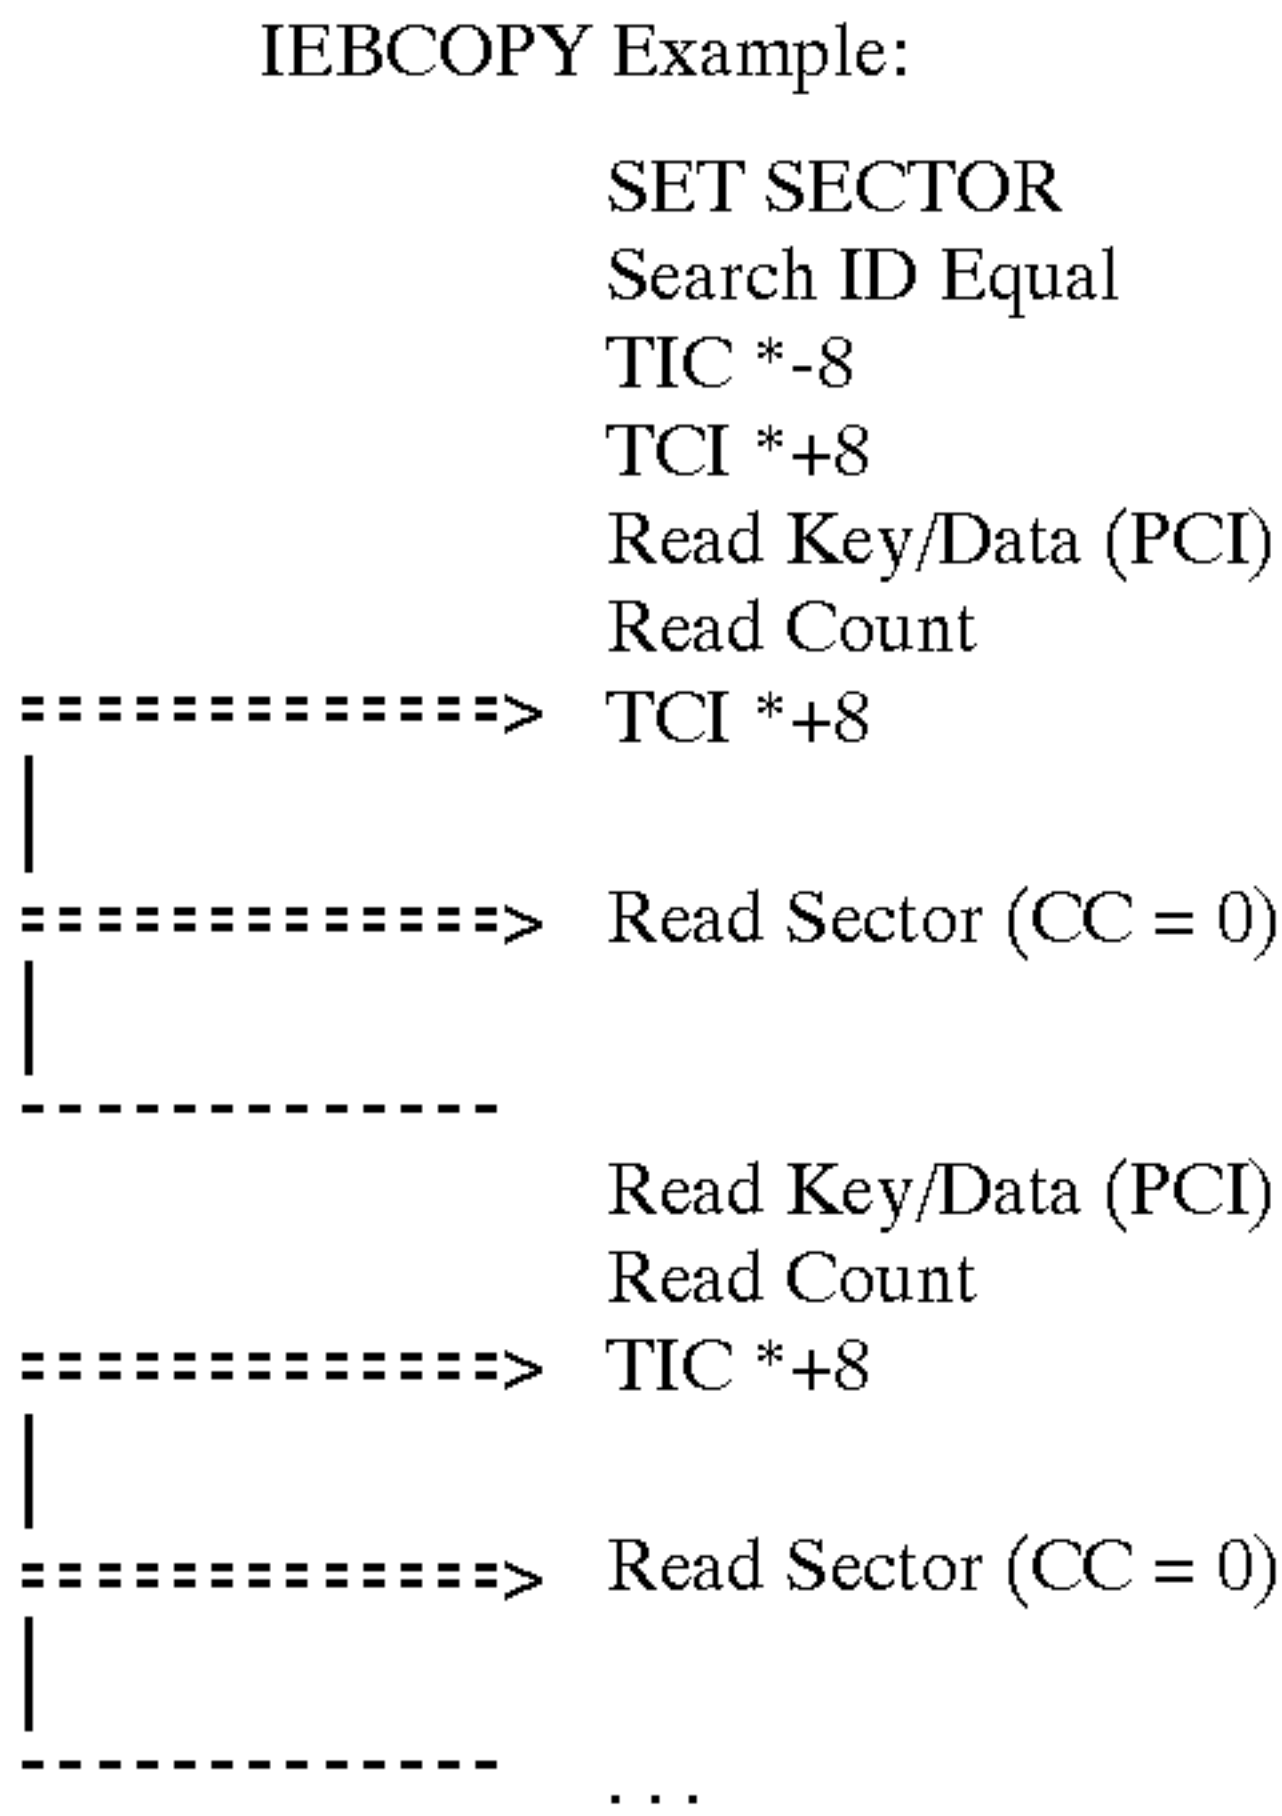 IEBCOPY Example:
SET SECTOR
Search ID Equal
TIC *-8
TCI *+8
Read Key/Data (PCI)
Read Count
=============> TCI *+8
|
=============> Read Sector (CC = 0)
|
-------------
Read Key/Data (PCI)
Read Count
=============> TIC *+8
|
=============> Read Sector (CC = 0)
|
-------------
. . .